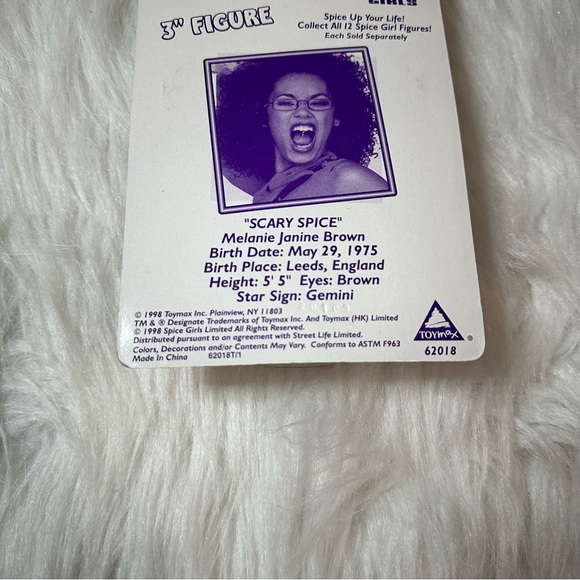 GIRLS
3" FIGURE
Spice Up Your Life!
Collect All 12 Spice Girl Figures!
Each Sold Separately
"SCARY SPICE"
Melanie Janine Brown
Birth Date: May 29, 1975
Birth Place: Leeds, England
Height: 5' 5" Eyes: Brown
Star Sign: Gemini
© 1998 Toymax Inc. Plainview, NY 11803
TM & ® Designate Trademarks of Toymax Inc. And Toymax (HK) Limited
© 1998 Spice Girls Limited All Rights Reserved.
Distributed pursuant to an agreement with Street Life Limited.
Colors, Decorations and/or Contents May Vary. Conforms to ASTM F963
Made in China 62018T/1
TOYmax ®
62018